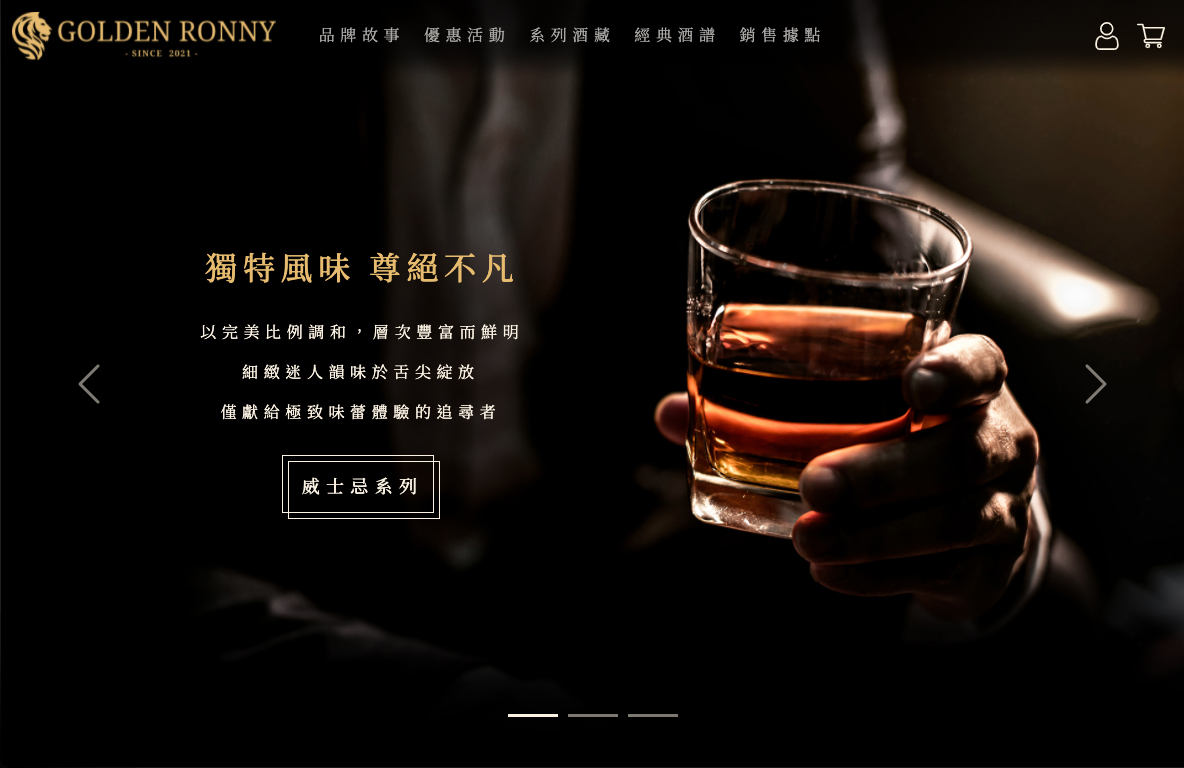 GOLDEN RONNY
- SINCE 2021 -
品牌故事 優惠活動 系列酒藏 經典酒譜 銷售據點
獨特風味 尊絕不凡
以完美比例調和，層次豐富而鮮明
細緻迷人韻味於舌尖綻放
僅獻給極致味蕾體驗的追尋者
威士忌系列